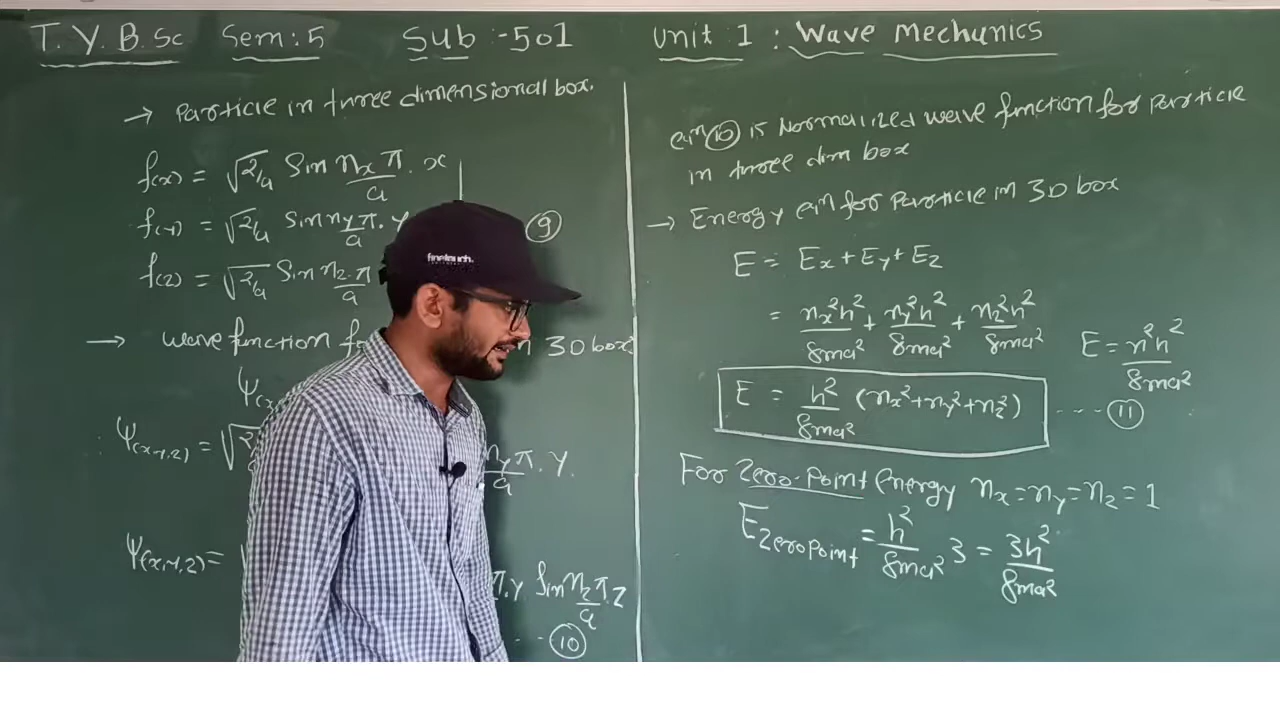 T. Y. B. Sc Sem: 5 Sub :-501 Unit : 1 : Wave Mechanics
→ Particle in three dimensional box.
f(x) = √2/a Sin nxπ/a . x
f(y) = √2/a Sin nyπ/a . y
f(z) = √2/a Sin nz.π/a
⑨
→ Wave function 3D box
ψ(x
∴ ψ(x,y,z) = √2/a nyπ/a . y.
ψ(x,y,z) =
π.y Sin nzπ/a . z
--- ⑩
eqn ⑩ is Normalized wave function for particle
in three dim box
→ Energy eqn for Particle in 3D box
E = Ex + Ey + Ez
= nx²h²/8ma² + ny²h²/8ma² + nz²h²/8ma² E = n²h²/8ma²
E = h²/8ma² (nx²+ny²+nz²) ---- ⑪
For Zero-Point Energy nx=ny=nz=1
Ezeropoint = h²/8ma² 3 = 3h²/8ma²
finetouch.